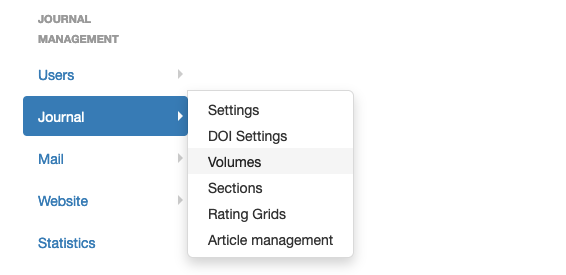 JOURNAL
MANAGEMENT
Users
Journal
Settings
DOI Settings
Volumes
Sections
Rating Grids
Article management
Mail
Website
Statistics